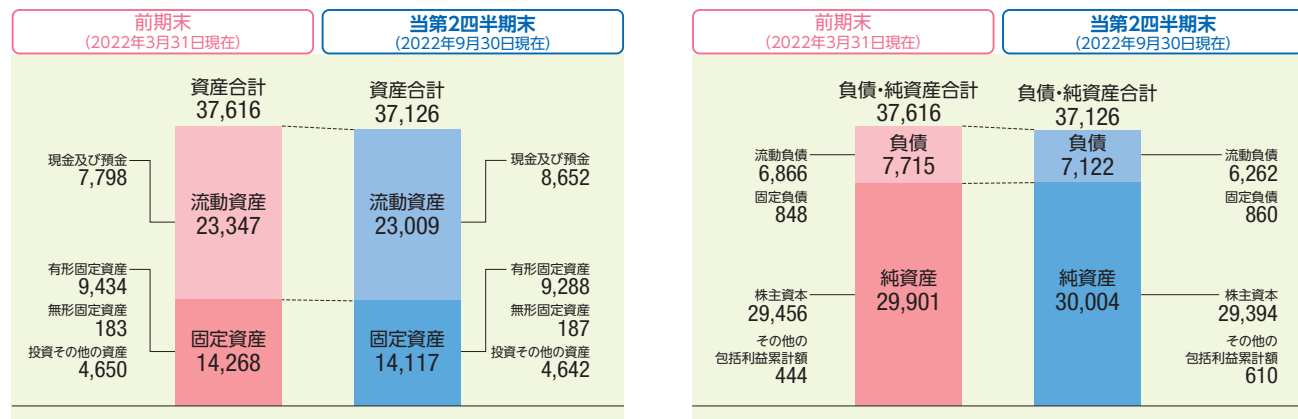 前期末
(2022年3月31日現在)
当第2四半期末
(2022年9月30日現在)
資産合計
37,616
資産合計
37,126
現金及び預金
7,798
流動資産
23,347
流動資産
23,009
現金及び預金
8,652
有形固定資産
9,434
無形固定資産
183
投資その他の資産
4,650
固定資産
14,268
固定資産
14,117
有形固定資産
9,288
無形固定資産
187
投資その他の資産
4,642
前期末
(2022年3月31日現在)
当第2四半期末
(2022年9月30日現在)
負債・純資産合計
37,616
負債・純資産合計
37,126
流動負債
6,866
固定負債
848
負債
7,715
負債
7,122
流動負債
6,262
固定負債
860
株主資本
29,456
その他の
包括利益累計額
444
純資産
29,901
純資産
30,004
株主資本
29,394
その他の
包括利益累計額
610